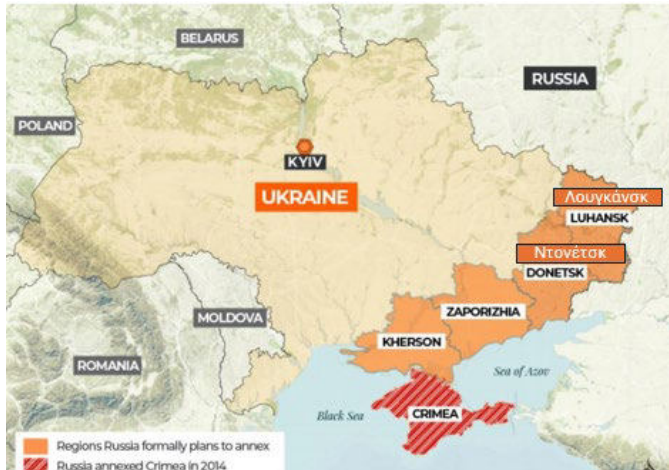 BELARUS
RUSSIA
POLAND
KYIV
UKRAINE
Λουγκάνσκ
LUHANSK
Ντονέτσκ
DONETSK
MOLDOVA
ZAPORIZHIA
KHERSON
ROMANIA
Sea of Azov
Black Sea
CRIMEA
Regions Russia formally plans to annex
Russia annexed Crimea in 2014